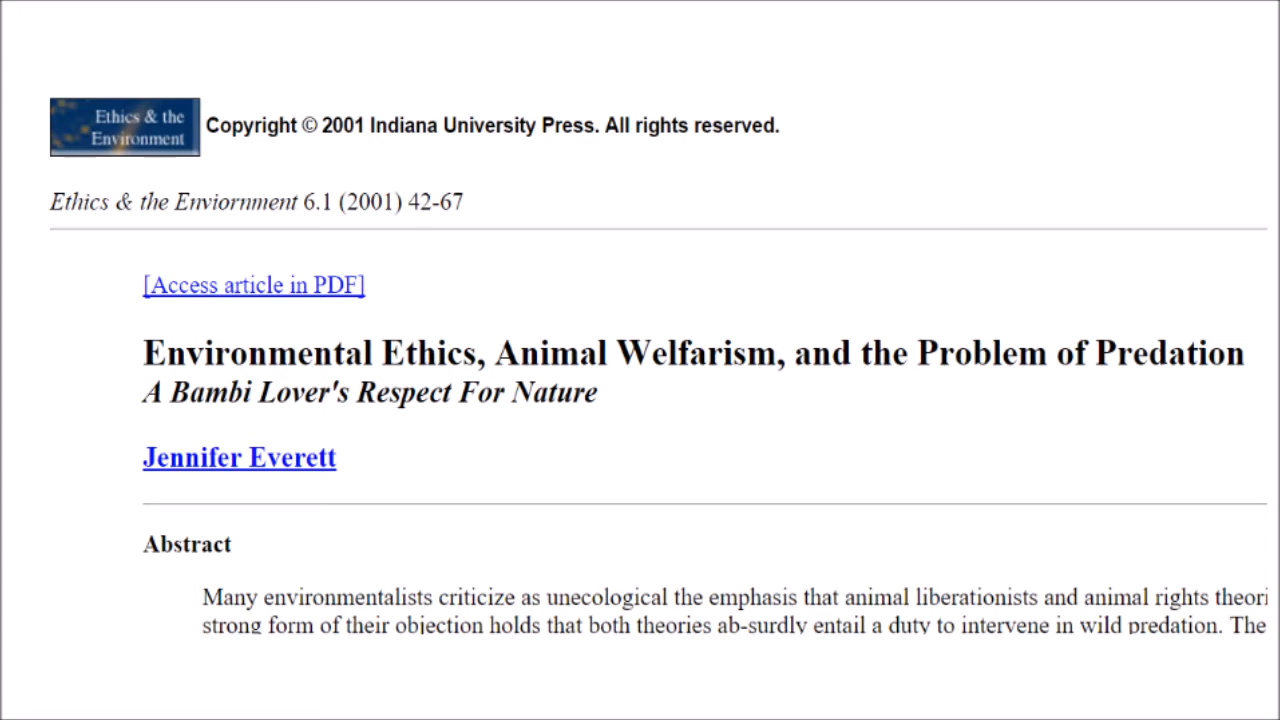 Ethics & the
Environment
Copyright © 2001 Indiana University Press. All rights reserved.
Ethics & the Enviornment 6.1 (2001) 42-67
[Access article in PDF]
Environmental Ethics, Animal Welfarism, and the Problem of Predation
A Bambi Lover's Respect For Nature
Jennifer Everett
Abstract
Many environmentalists criticize as unecological the emphasis that animal liberationists and animal rights theori
strong form of their objection holds that both theories ab-surdly entail a duty to intervene in wild predation. The